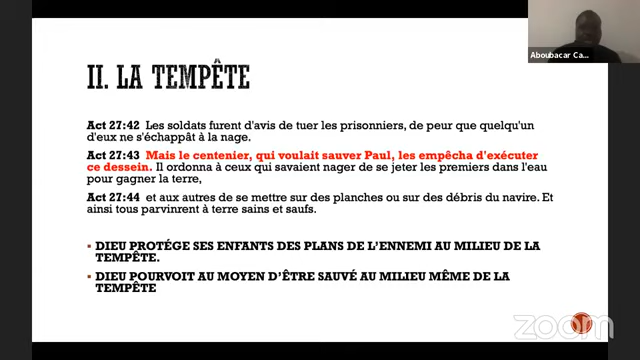 Aboubacar Ca...
II. LA TEMPÊTE
Act 27:42 Les soldats furent d'avis de tuer les prisonniers, de peur que quelqu'un
d'eux ne s'échappât à la nage.
Act 27:43 Mais le centenier, qui voulait sauver Paul, les empêcha d'exécuter
ce dessein. Il ordonna à ceux qui savaient nager de se jeter les premiers dans l'eau
pour gagner la terre,
Act 27:44 et aux autres de se mettre sur des planches ou sur des débris du navire. Et
ainsi tous parvinrent à terre sains et saufs.
▪ DIEU PROTÉGE SES ENFANTS DES PLANS DE L'ENNEMI AU MILIEU DE LA
TEMPÊTE.
▪ DIEU POURVOIT AU MOYEN D'ÊTRE SAUVÉ AU MILIEU MÊME DE LA
TEMPÊTE
zoom